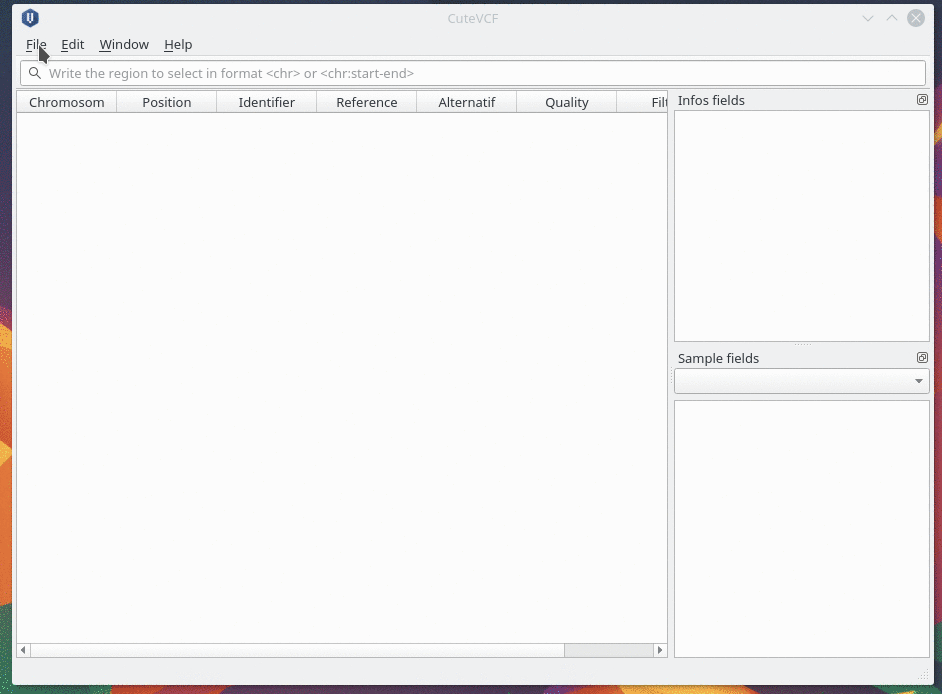 CuteVCF
File Edit Window Help
Write the region to select in format <chr> or <chr:start-end>
Chromosom Position Identifier Reference Alternatif Quality Filt
Infos fields
Sample fields